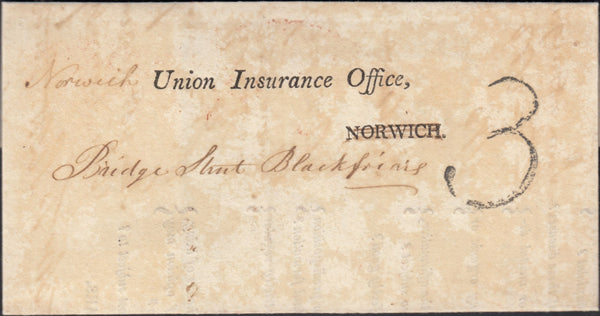 Norwich Union Insurance Office,
NORWICH.
3
Bridge Street Blackfriars